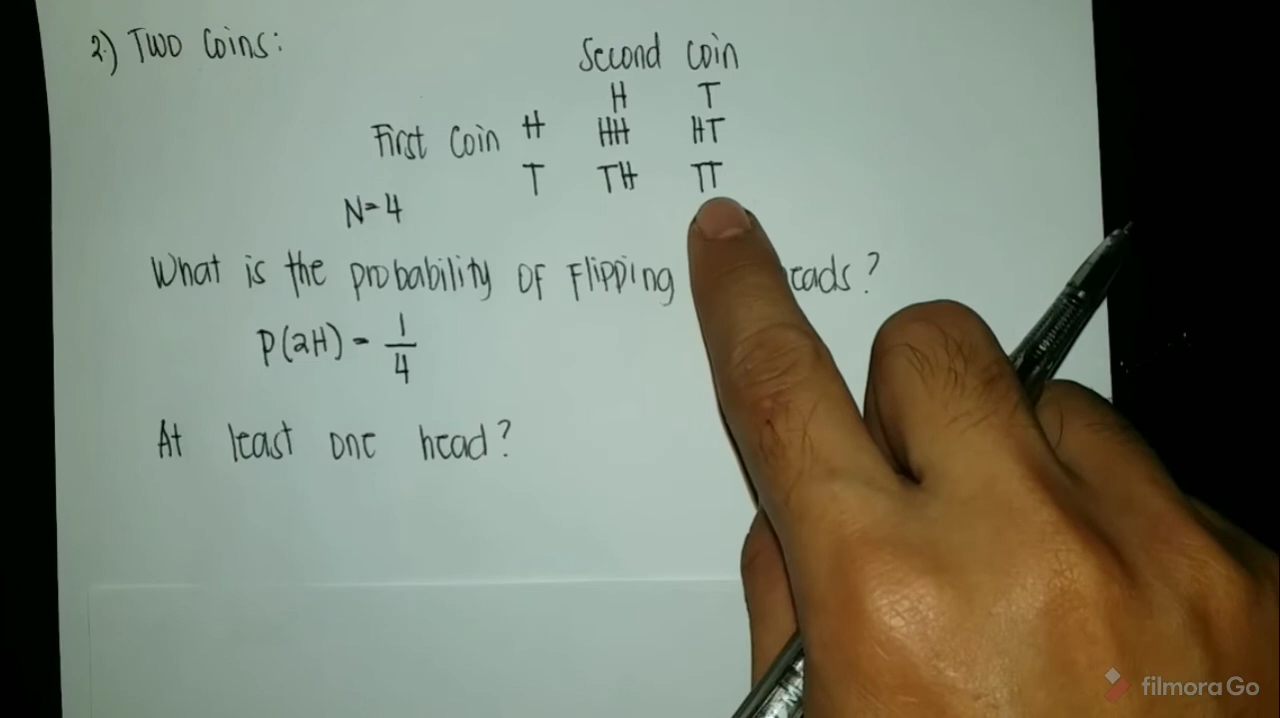 2.) Two Coins:
Second coin
H T
First Coin H HH HT
T TH TT
N=4
What is the probability of flipping ?
P(2H) = 1/4
At least one head?
filmora Go